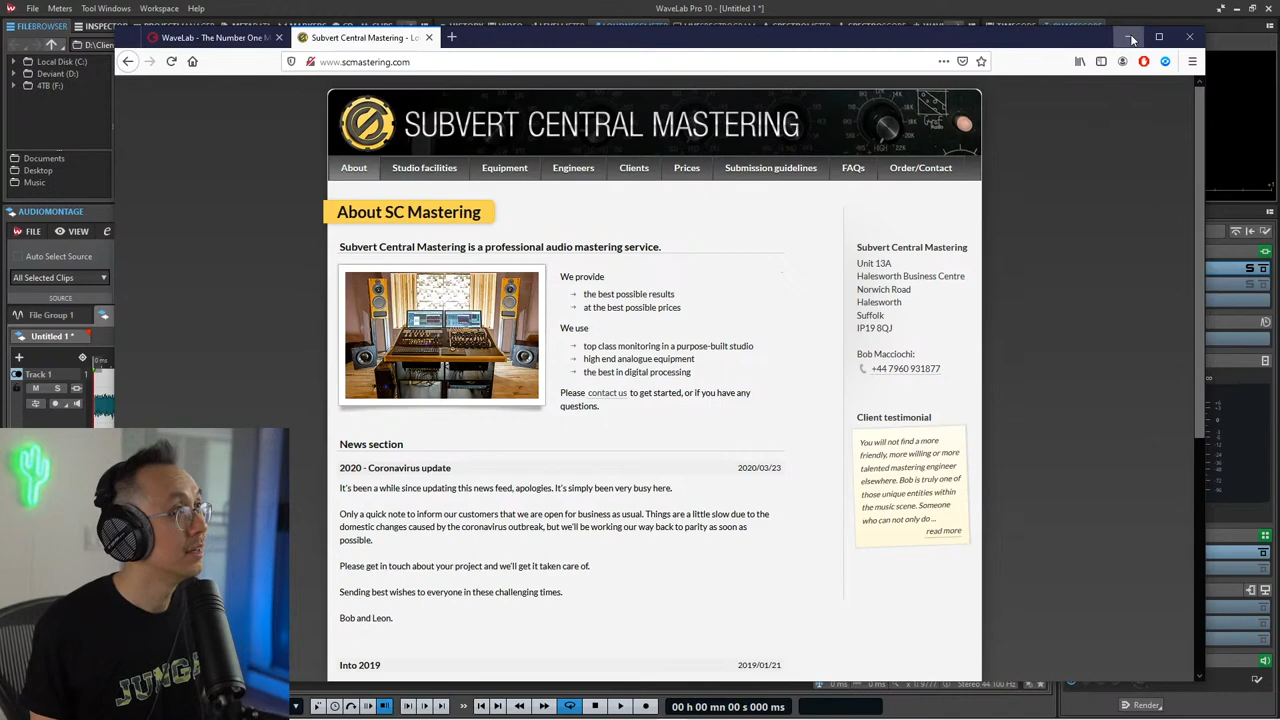 File Meters Tool Windows Workspace Help
WaveLab Pro 10 - [Untitled 1 *]
FILEBROWSER
INSPECTOR
D:\Clien
Local Disk (C:)
Deviant (D:)
4TB (F:)
Documents
Desktop
Music
AUDIOMONTAGE
FILE VIEW
Auto Select Source
All Selected Clips
SOURCE
File Group 1
Untitled 1 *
0 ms
Track 1 1
M S
WaveLab - The Number One M
Subvert Central Mastering - Lo
www.scmastering.com
SUBVERT CENTRAL MASTERING
About Studio facilities Equipment Engineers Clients Prices Submission guidelines FAQs Order/Contact
About SC Mastering
Subvert Central Mastering is a professional audio mastering service.
We provide
→ the best possible results
→ at the best possible prices
We use
→ top class monitoring in a purpose-built studio
→ high end analogue equipment
→ the best in digital processing
Please contact us to get started, or if you have any
questions.
News section
2020 - Coronavirus update 2020/03/23
It's been a while since updating this news feed, apologies. It's simply been very busy here.
Only a quick note to inform our customers that we are open for business as usual. Things are a little slow due to the
domestic changes caused by the coronavirus outbreak, but we'll be working our way back to parity as soon as
possible.
Please get in touch about your project and we'll get it taken care of.
Sending best wishes to everyone in these challenging times.
Bob and Leon.
Into 2019 2019/01/21
Subvert Central Mastering
Unit 13A
Halesworth Business Centre
Norwich Road
Halesworth
Suffolk
IP19 8QJ
Bob Macciochi:
+44 7960 931877
Client testimonial
You will not find a more
friendly, more willing or more
talented mastering engineer
elsewhere. Bob is truly one of
those unique entities within
the music scene. Someone
who can not only do ...
read more
JUNGL
00 h 00 mn 00 s 000 ms
Stereo 44 100 Hz
Render